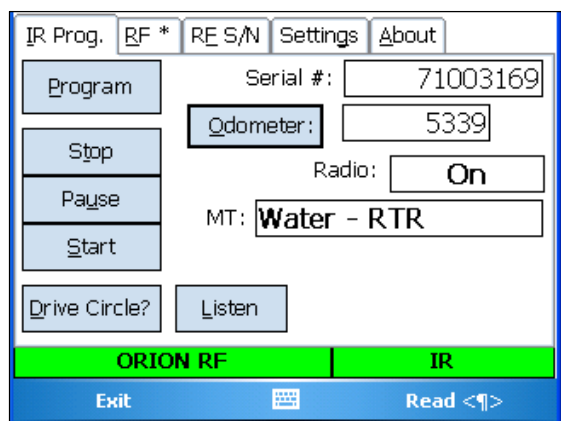 IR Prog. RF * RF S/N Settings About
Program Serial #: 71003169
Odometer: 5339
Stop
Radio: On
Pause
MT: Water - RTR
Start
Drive Circle? Listen
ORION RF IR
Exit Read <¶>